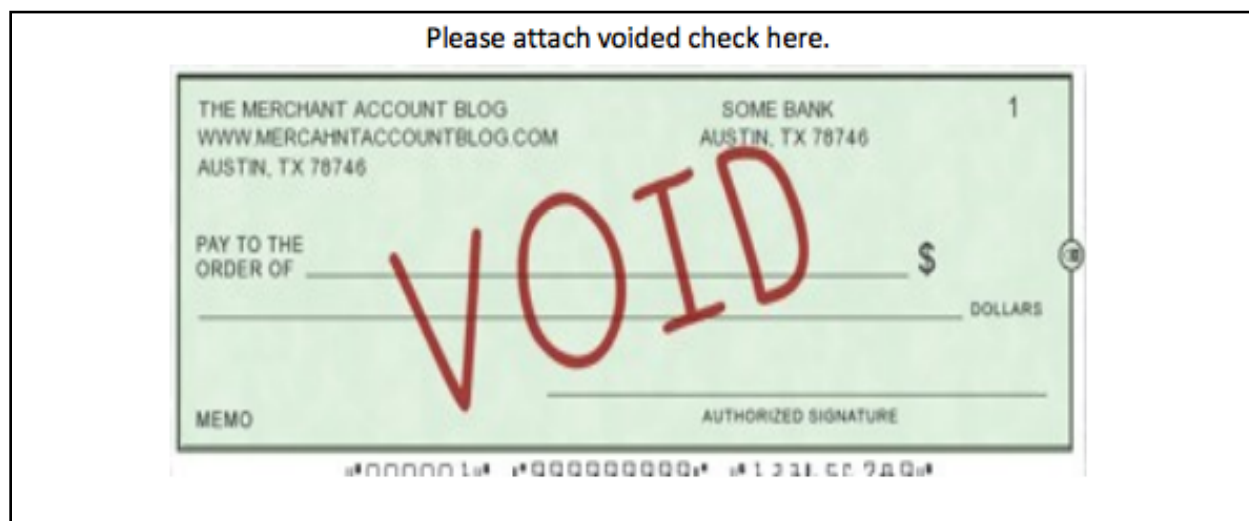 Please attach voided check here.
THE MERCHANT ACCOUNT BLOG
WWW.MERCAHNTACCOUNTBLOG.COM
AUSTIN, TX 78746
SOME BANK
AUSTIN, TX 78746
1
PAY TO THE
ORDER OF
$
DOLLARS
VOID
MEMO
AUTHORIZED SIGNATURE